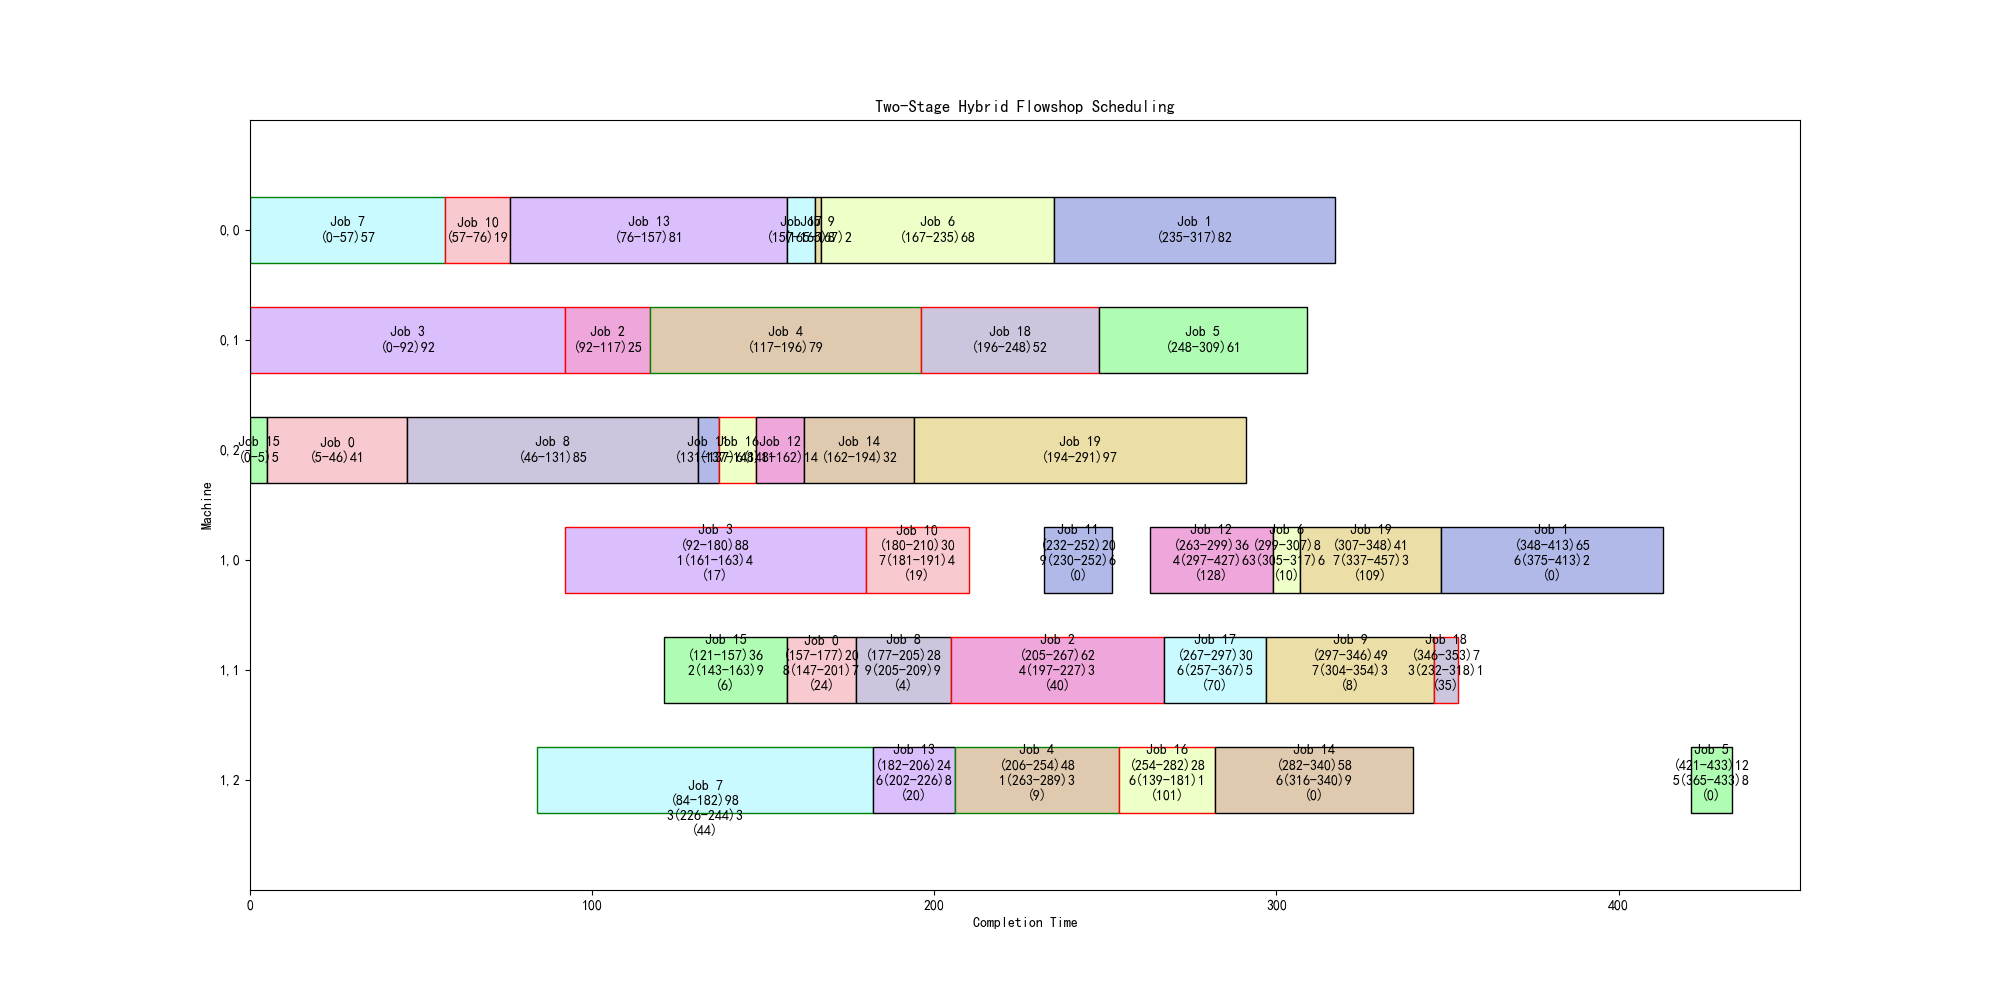 Two-Stage Hybrid Flowshop Scheduling
Machine
0,0
Job 7
(0-57)57
Job 10
(57-76)19
Job 13
(76-157)81
Job 17
Job 9
Job 6
(167-235)68
Job 1
(235-317)82
0,1
Job 3
(0-92)92
Job 2
(92-117)25
Job 4
(117-196)79
Job 18
(196-248)52
Job 5
(248-309)61
0,2
Job 15
(0-5)5
Job 0
(5-46)41
Job 8
(46-131)85
Job 11
Job 16
Job 12
Job 14
(162-194)32
Job 19
(194-291)97
1,0
Job 3
(92-180)88
1(161-163)4
(17)
Job 10
(180-210)30
7(181-191)4
(19)
Job 11
(232-252)20
9(230-252)6
(0)
Job 12
(263-299)36
4(297-427)63
(128)
Job 6
(299-307)8
(305-317)6
(10)
Job 19
(307-348)41
7(337-457)3
(109)
Job 1
(348-413)65
6(375-413)2
(0)
1,1
Job 15
(121-157)36
2(143-163)9
(6)
Job 0
(157-177)20
8(147-201)7
(24)
Job 8
(177-205)28
9(205-209)9
(4)
Job 2
(205-267)62
4(197-227)3
(40)
Job 17
(267-297)30
6(257-367)5
(70)
Job 9
(297-346)49
7(304-354)3
(8)
Job 18
(346-353)7
3(232-318)1
(35)
1,2
Job 7
(84-182)98
3(226-244)3
(44)
Job 13
(182-206)24
6(202-226)8
(20)
Job 4
(206-254)48
1(263-289)3
(9)
Job 16
(254-282)28
6(139-181)1
(101)
Job 14
(282-340)58
6(316-340)9
(0)
Job 5
(421-433)12
5(365-433)8
(0)
0
100
200
300
400
Completion Time